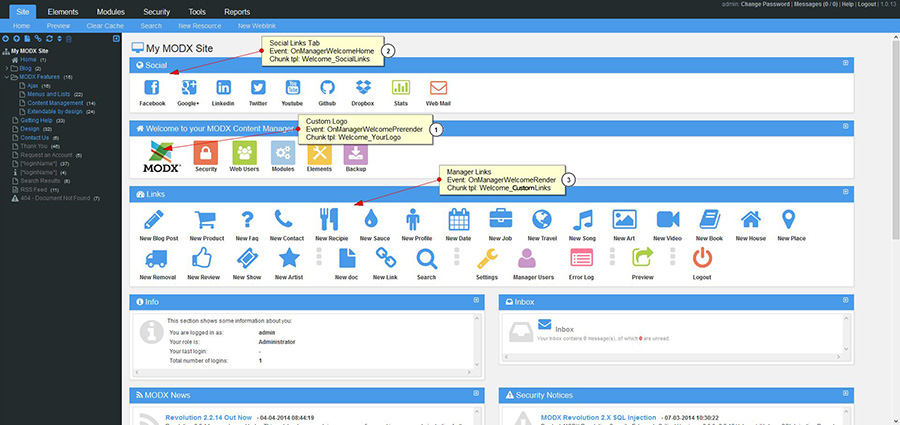 admin: Change Password | Messages (0 / 0) | Help | Logout | 1.0.13
Site Elements Modules Security Tools Reports
Home Preview Clear Cache Search New Resource New Weblink
My MODX Site
Home (1)
Blog (2)
MODX Features (15)
Ajax (16)
Menus and Lists (22)
Content Management (14)
Extendable by design (24)
Getting Help (33)
Design (32)
Contact Us (6)
Thank You (46)
Request an Account (5)
[*loginName*] (37)
[*loginName*] (4)
Search Results (8)
RSS Feed (11)
404 - Document Not Found (7)
My MODX Site
Social Links Tab
Event: OnManagerWelcomeHome
Chunk tpl: Welcome_SocialLinks
2
Social
Facebook Google+ Linkedin Twitter Youtube Github Dropbox Stats Web Mail
Custom Logo
Event: OnManagerWelcomePrerender
Chunk tpl: Welcome_YourLogo
1
Welcome to your MODX Content Manager
MODX Security Web Users Modules Elements Backup
Manager Links
Event: OnManagerWelcomeRender
Chunk tpl: Welcome_CustomLinks
3
Links
New Blog Post New Product New Faq New Contact New Recipie New Sauce New Profile New Date New Job New Travel New Song New Art New Video New Book New House New Place
New Removal New Review New Show New Artist New doc New Link Search Settings Manager Users Error Log Preview Logout
Info
This section shows some information about you:
You are logged in as: admin
Your role is: Administrator
Your last login: -
Total number of logins: 1
Inbox
Inbox
Your Inbox contains 0 message(s), of which 0 are unread.
MODX News
Revolution 2.2.14 Out Now - 04-04-2014 08:44:19
Security Notices
MODX Revolution 2.X SQL Injection - 07-03-2014 10:30:22